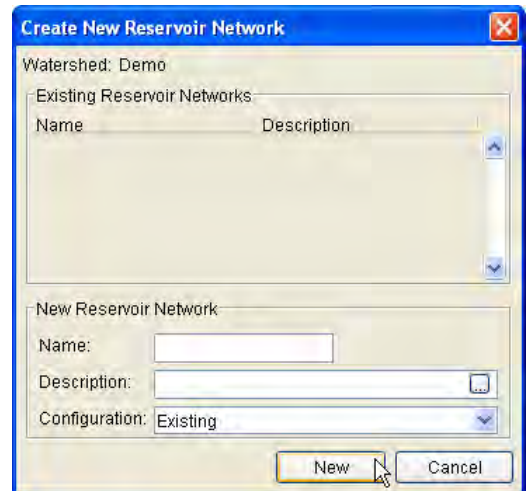 Create New Reservoir Network
Watershed: Demo
Existing Reservoir Networks
Name Description
New Reservoir Network
Name:
Description: ...
Configuration: Existing
New Cancel